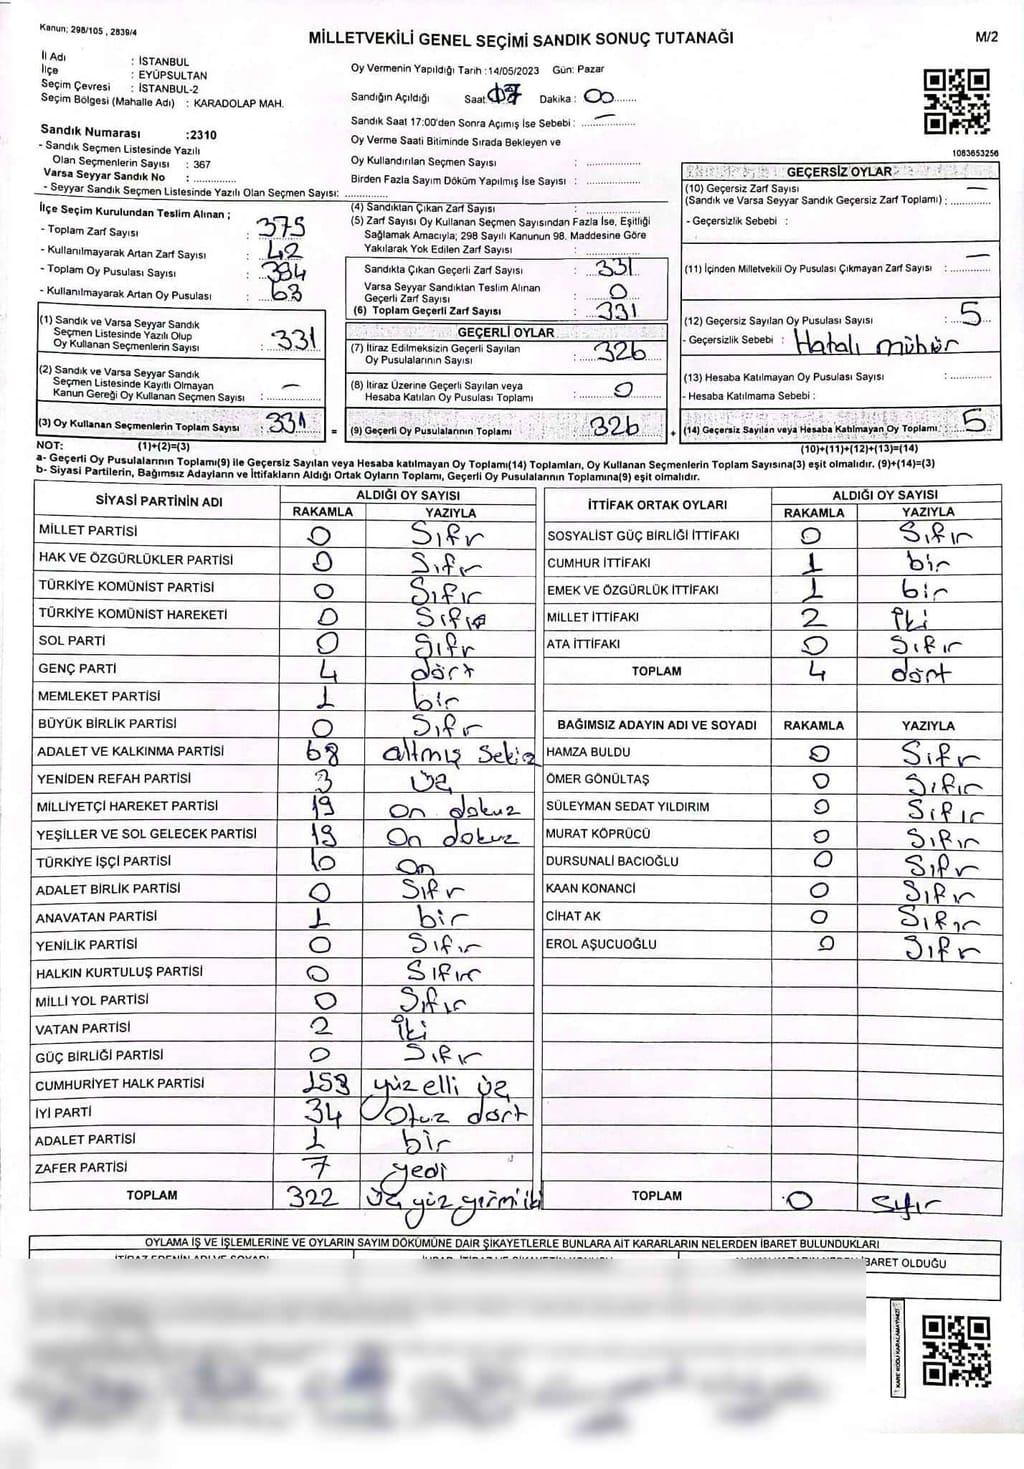 Kanun: 298/105 , 2839/4
MİLLETVEKİLİ GENEL SEÇİMİ SANDIK SONUÇ TUTANAĞI
M/2
İl Adı : İSTANBUL
İlçe : EYÜPSULTAN
Seçim Çevresi : İSTANBUL-2
Seçim Bölgesi (Mahalle Adı) : KARADOLAP MAH.
Sandık Numarası :2310
- Sandık Seçmen Listesinde Yazılı
Olan Seçmenlerin Sayısı : 367
Varsa Seyyar Sandık No :
- Seyyar Sandık Seçmen Listesinde Yazılı Olan Seçmen Sayısı:
Oy Vermenin Yapıldığı Tarih :14/05/2023 Gün: Pazar
Sandığın Açıldığı Saat: 07 Dakika : 00
Sandık Saat 17:00'den Sonra Açımış İse Sebebi : —
Oy Verme Saati Bitiminde Sırada Bekleyen ve
Oy Kullandırılan Seçmen Sayısı :
Birden Fazla Sayım Döküm Yapılmış İse Sayısı :
1083653256
İlçe Seçim Kurulundan Teslim Alınan ;
- Toplam Zarf Sayısı : 375
- Kullanılmayarak Artan Zarf Sayısı : 42
- Toplam Oy Pusulası Sayısı : 394
- Kullanılmayarak Artan Oy Pusulası : 63
(1) Sandık ve Varsa Seyyar Sandık
Seçmen Listesinde Yazılı Olup
Oy Kullanan Seçmenlerin Sayısı : 331
(2) Sandık ve Varsa Seyyar Sandık
Seçmen Listesinde Kayıtlı Olmayan
Kanun Gereği Oy Kullanan Seçmen Sayısı : —
(3) Oy Kullanan Seçmenlerin Toplam Sayısı : 331
(1)+(2)=(3)
(4) Sandıktan Çıkan Zarf Sayısı :
(5) Zarf Sayısı Oy Kullanan Seçmen Sayısından Fazla İse, Eşitliği
Sağlamak Amacıyla; 298 Sayılı Kanunun 98. Maddesine Göre
Yakılarak Yok Edilen Zarf Sayısı :
Sandıkta Çıkan Geçerli Zarf Sayısı : 331
Varsa Seyyar Sandıktan Teslim Alınan
Geçerli Zarf Sayısı : 0
(6) Toplam Geçerli Zarf Sayısı : 331
GEÇERLİ OYLAR
(7) İtiraz Edilmeksizin Geçerli Sayılan
Oy Pusulalarının Sayısı : 326
(8) İtiraz Üzerine Geçerli Sayılan veya
Hesaba Katılan Oy Pusulası Toplamı : 0
= (9) Geçerli Oy Pusulalarının Toplamı : 326
GEÇERSİZ OYLAR
(10) Geçersiz Zarf Sayısı —
(Sandık ve Varsa Seyyar Sandık Geçersiz Zarf Toplamı) :
- Geçersizlik Sebebi :
(11) İçinden Milletvekili Oy Pusulası Çıkmayan Zarf Sayısı : —
(12) Geçersiz Sayılan Oy Pusulası Sayısı : 5
- Geçersizlik Sebebi : Hatalı mühür
(13) Hesaba Katılmayan Oy Pusulası Sayısı :
- Hesaba Katılmama Sebebi :
+ (14) Geçersiz Sayılan veya Hesaba Katılmayan Oy Toplamı : 5
(10)+(11)+(12)+(13)=(14)
NOT:
a- Geçerli Oy Pusulalarının Toplamı(9) ile Geçersiz Sayılan veya Hesaba katılmayan Oy Toplamı(14) Toplamları, Oy Kullanan Seçmenlerin Toplam Sayısına(3) eşit olmalıdır. (9)+(14)=(3)
b- Siyasi Partilerin, Bağımsız Adayların ve İttifakların Aldığı Ortak Oyların Toplamı, Geçerli Oy Pusulalarının Toplamına(9) eşit olmalıdır.
SİYASİ PARTİNİN ADI ALDIĞI OY SAYISI
RAKAMLA YAZIYLA
MİLLET PARTİSİ 0 Sıfır
HAK VE ÖZGÜRLÜKLER PARTİSİ 0 Sıfır
TÜRKİYE KOMÜNİST PARTİSİ 0 Sıfır
TÜRKİYE KOMÜNİST HAREKETİ 0 Sıfır
SOL PARTİ 0 Sıfır
GENÇ PARTİ 4 dört
MEMLEKET PARTİSİ 1 bir
BÜYÜK BİRLİK PARTİSİ 0 Sıfır
ADALET VE KALKINMA PARTİSİ 68 altmış sekiz
YENİDEN REFAH PARTİSİ 3 üç
MİLLİYETÇİ HAREKET PARTİSİ 19 On dokuz
YEŞİLLER VE SOL GELECEK PARTİSİ 19 On dokuz
TÜRKİYE İŞÇİ PARTİSİ 10 On
ADALET BİRLİK PARTİSİ 0 Sıfır
ANAVATAN PARTİSİ 1 bir
YENİLİK PARTİSİ 0 Sıfır
HALKIN KURTULUŞ PARTİSİ 0 Sıfır
MİLLİ YOL PARTİSİ 0 Sıfır
VATAN PARTİSİ 2 İki
GÜÇ BİRLİĞİ PARTİSİ 0 Sıfır
CUMHURİYET HALK PARTİSİ 153 yüz elli üç
İYİ PARTİ 34 Otuz dört
ADALET PARTİSİ 1 bir
ZAFER PARTİSİ 7 yedi
TOPLAM 322 üç yüz yirmi iki
İTTİFAK ORTAK OYLARI ALDIĞI OY SAYISI
RAKAMLA YAZIYLA
SOSYALİST GÜÇ BİRLİĞİ İTTİFAKI 0 Sıfır
CUMHUR İTTİFAKI 1 bir
EMEK VE ÖZGÜRLÜK İTTİFAKI 1 bir
MİLLET İTTİFAKI 2 İki
ATA İTTİFAKI 0 Sıfır
TOPLAM 4 dört
BAĞIMSIZ ADAYIN ADI VE SOYADI RAKAMLA YAZIYLA
HAMZA BULDU 0 Sıfır
ÖMER GÖNÜLTAŞ 0 Sıfır
SÜLEYMAN SEDAT YILDIRIM 0 Sıfır
MURAT KÖPRÜCÜ 0 Sıfır
DURSUNALİ BACIOĞLU 0 Sıfır
KAAN KONANCİ 0 Sıfır
CİHAT AK 0 Sıfır
EROL AŞUCUOĞLU 0 Sıfır
TOPLAM 0 Sıfır
OYLAMA İŞ VE İŞLEMLERİNE VE OYLARIN SAYIM DÖKÜMÜNE DAİR ŞİKAYETLERLE BUNLARA AİT KARARLARIN NELERDEN İBARET BULUNDUKLARI
BARET OLDUĞU
KARE KODU KARALAMAYINIZ!